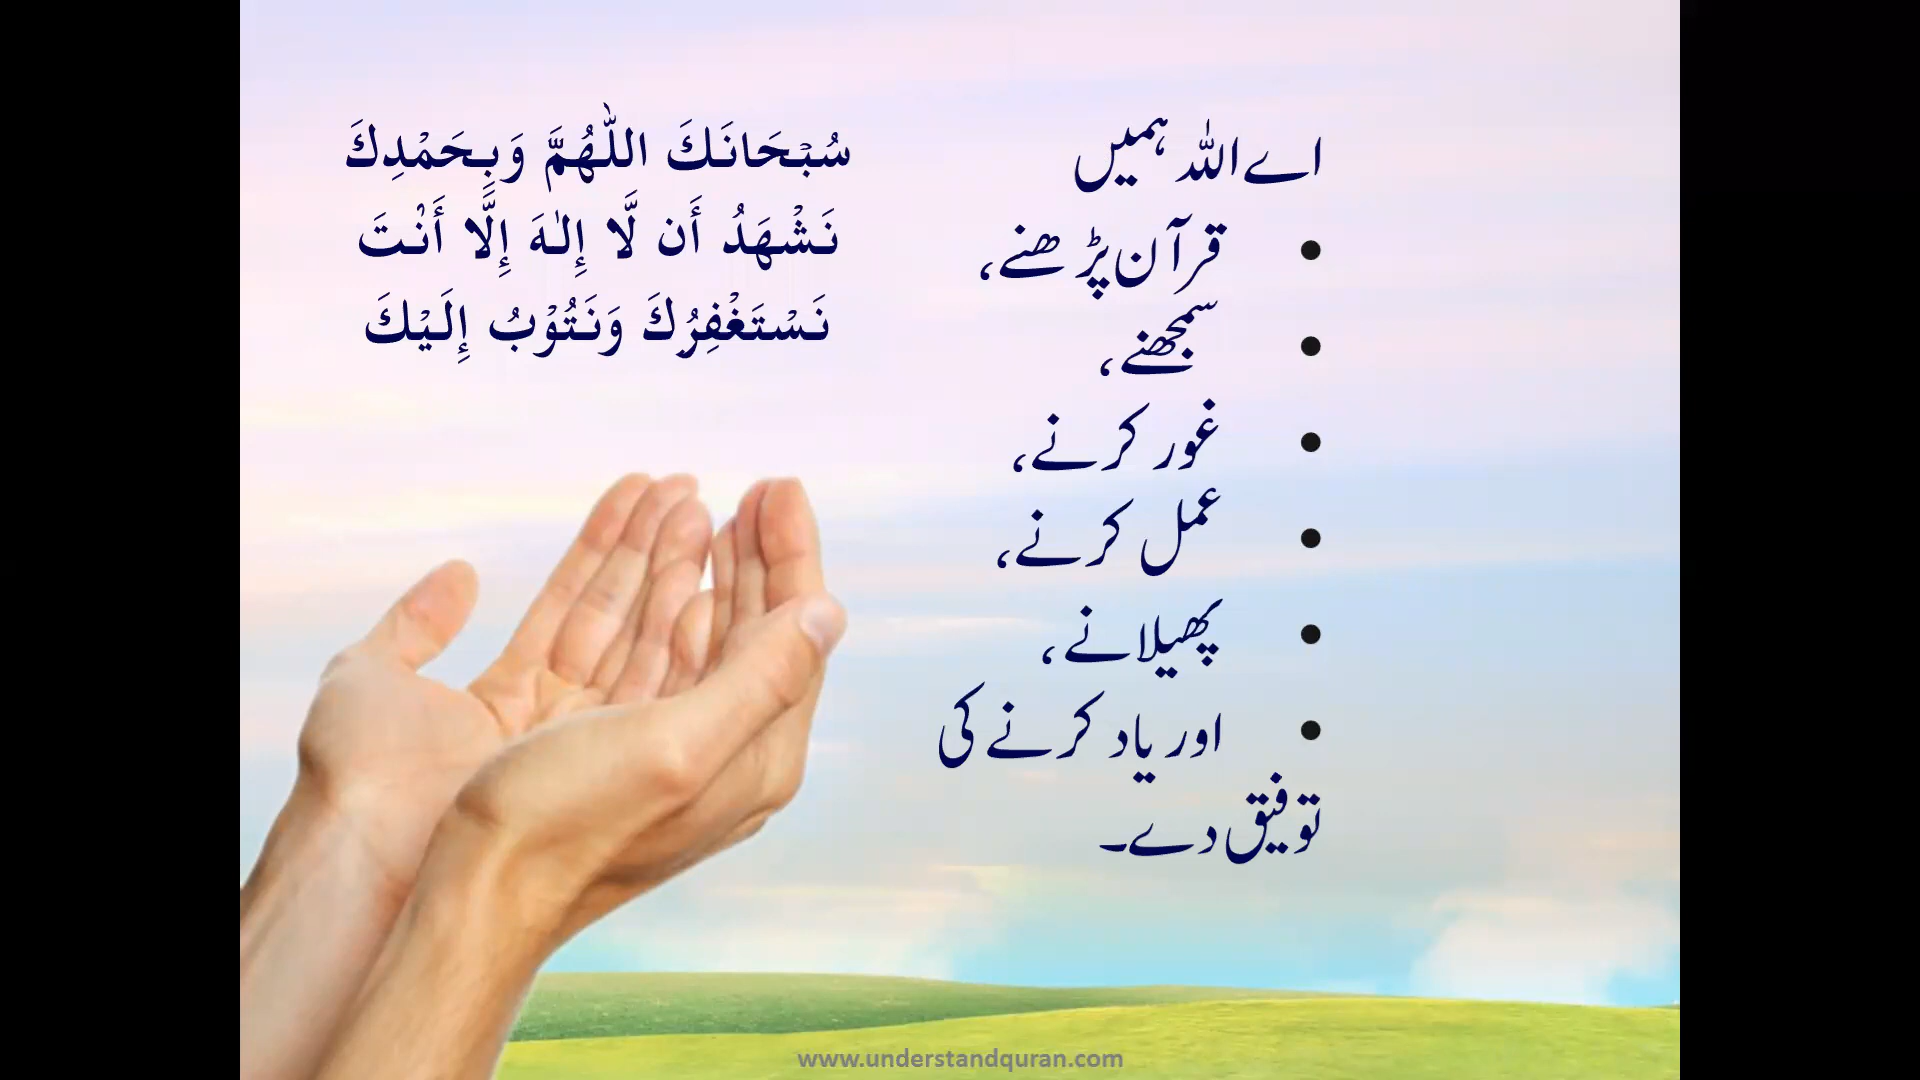 اے اللہ ہمیں
• قرآن پڑھنے،
• سمجھنے،
• غور کرنے،
• عمل کرنے،
• پھیلانے،
• اور یاد کرنے کی
توفیق دے۔
سُبْحَانَكَ اللّٰهُمَّ وَبِحَمْدِكَ
نَشْهَدُ أَن لَّا إِلٰهَ إِلَّا أَنْتَ
نَسْتَغْفِرُكَ وَنَتُوْبُ إِلَيْكَ
www.understandquran.com